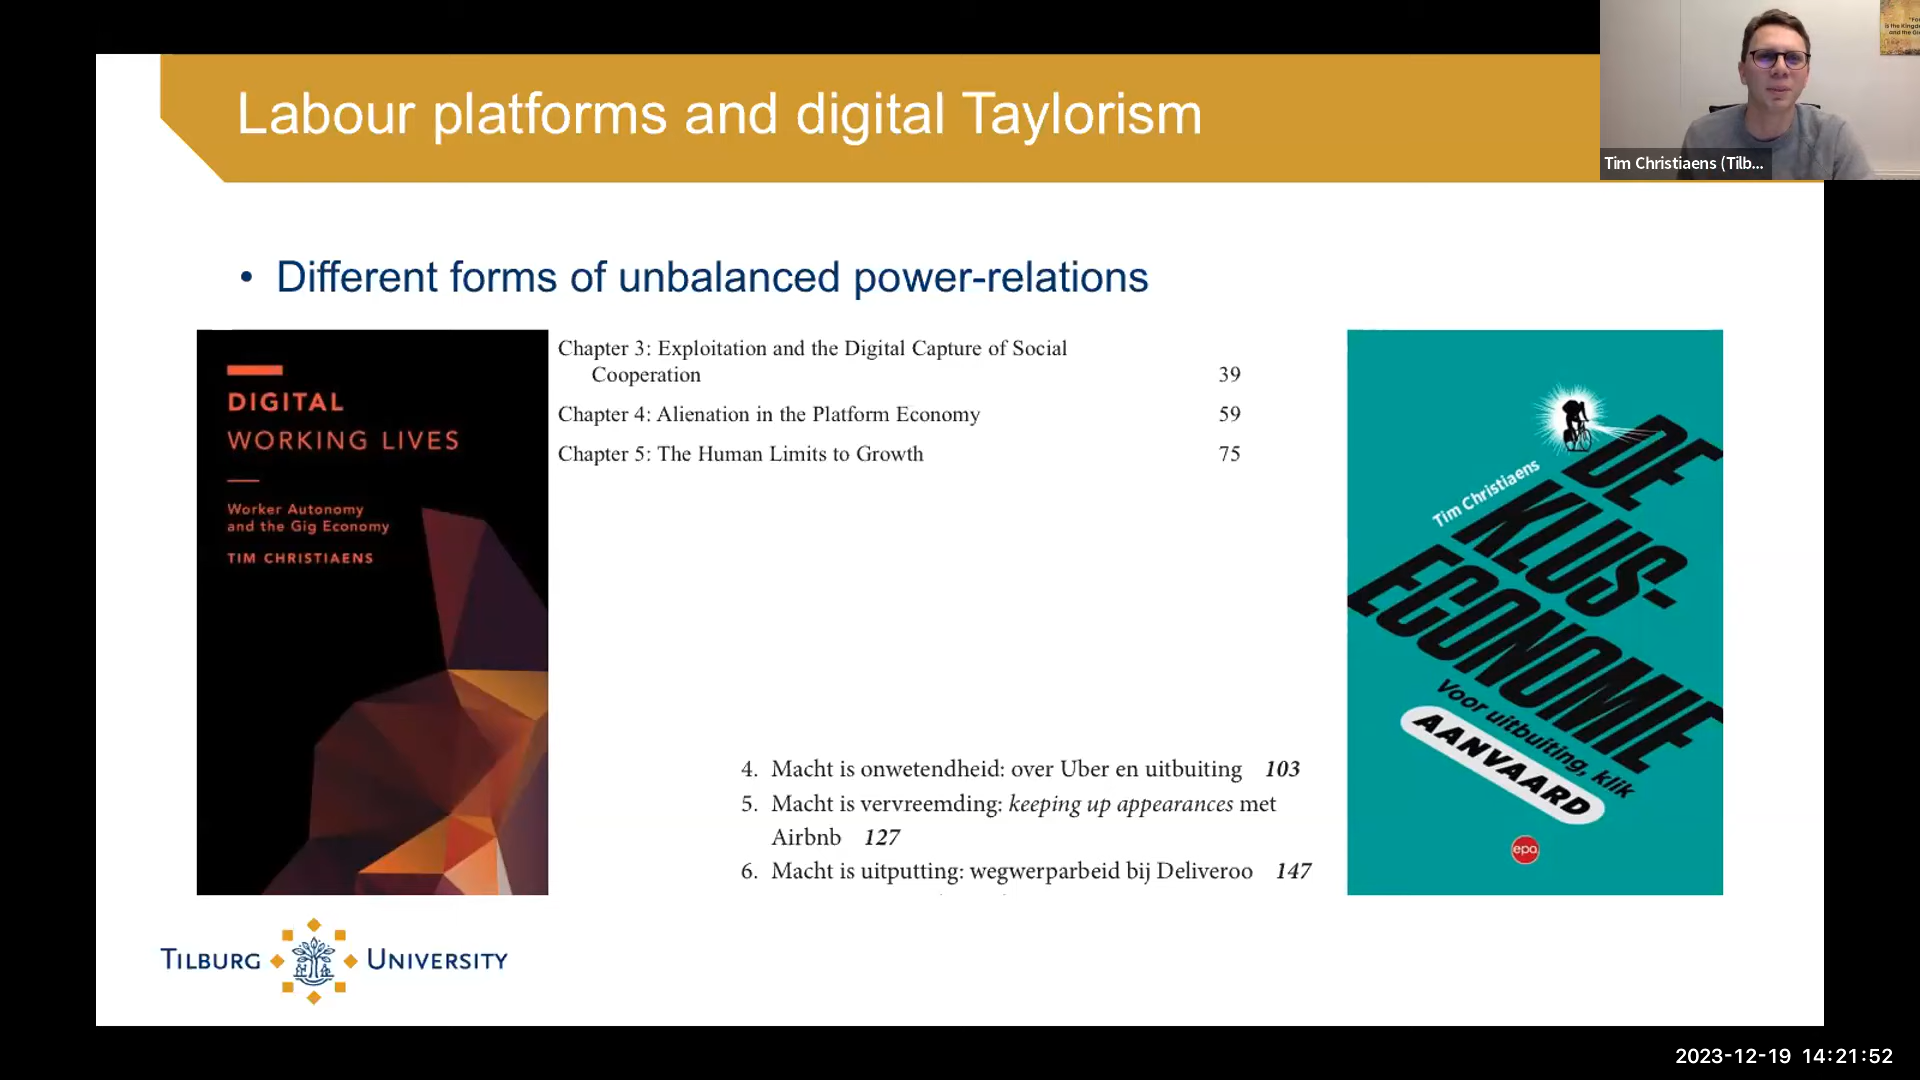 Labour platforms and digital Taylorism
Tim Christiaens (Tilb...
• Different forms of unbalanced power-relations
DIGITAL
WORKING LIVES
Worker Autonomy
and the Gig Economy
TIM CHRISTIAENS
Chapter 3: Exploitation and the Digital Capture of Social
Cooperation 39
Chapter 4: Alienation in the Platform Economy 59
Chapter 5: The Human Limits to Growth 75
4. Macht is onwetendheid: over Uber en uitbuiting 103
5. Macht is vervreemding: keeping up appearances met
Airbnb 127
6. Macht is uitputting: wegwerparbeid bij Deliveroo 147
Tim Christiaens
DE
KLUS-
ECONOMIE
Voor uitbuiting, klik
AANVAARD
epo
TILBURG UNIVERSITY
2023-12-19 14:21:52